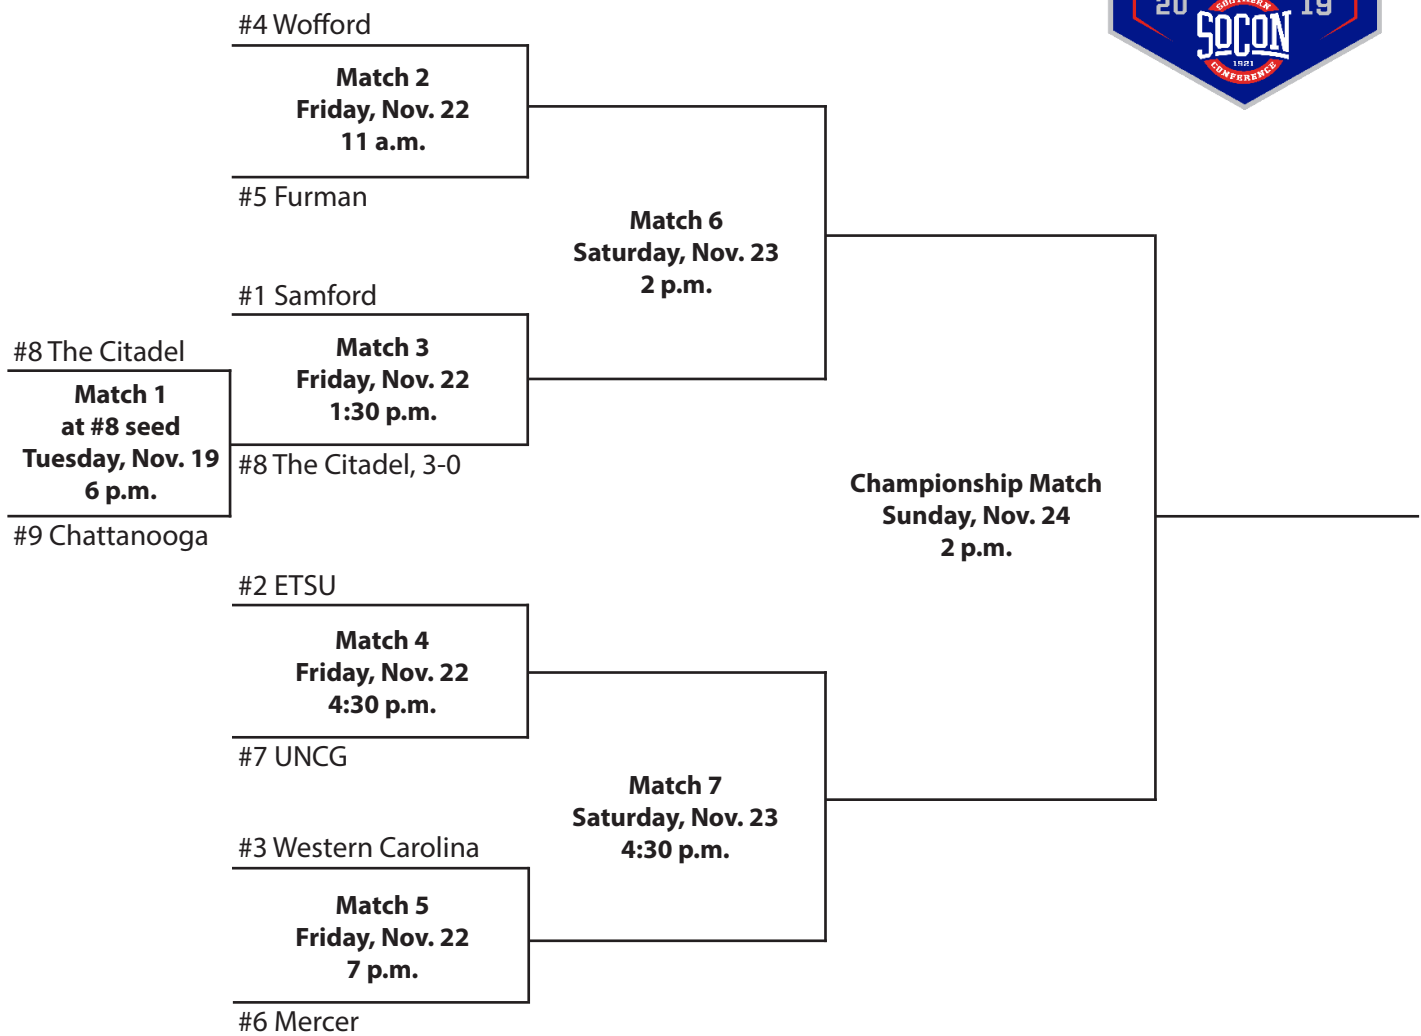 20 SOUTHERN 19
SOCON
1921
CONFERENCE
#4 Wofford
Match 2
Friday, Nov. 22
11 a.m.
#5 Furman
Match 6
Saturday, Nov. 23
2 p.m.
#1 Samford
Match 3
Friday, Nov. 22
1:30 p.m.
#8 The Citadel, 3-0
#8 The Citadel
Match 1
at #8 seed
Tuesday, Nov. 19
6 p.m.
#9 Chattanooga
Championship Match
Sunday, Nov. 24
2 p.m.
#2 ETSU
Match 4
Friday, Nov. 22
4:30 p.m.
#7 UNCG
Match 7
Saturday, Nov. 23
4:30 p.m.
#3 Western Carolina
Match 5
Friday, Nov. 22
7 p.m.
#6 Mercer